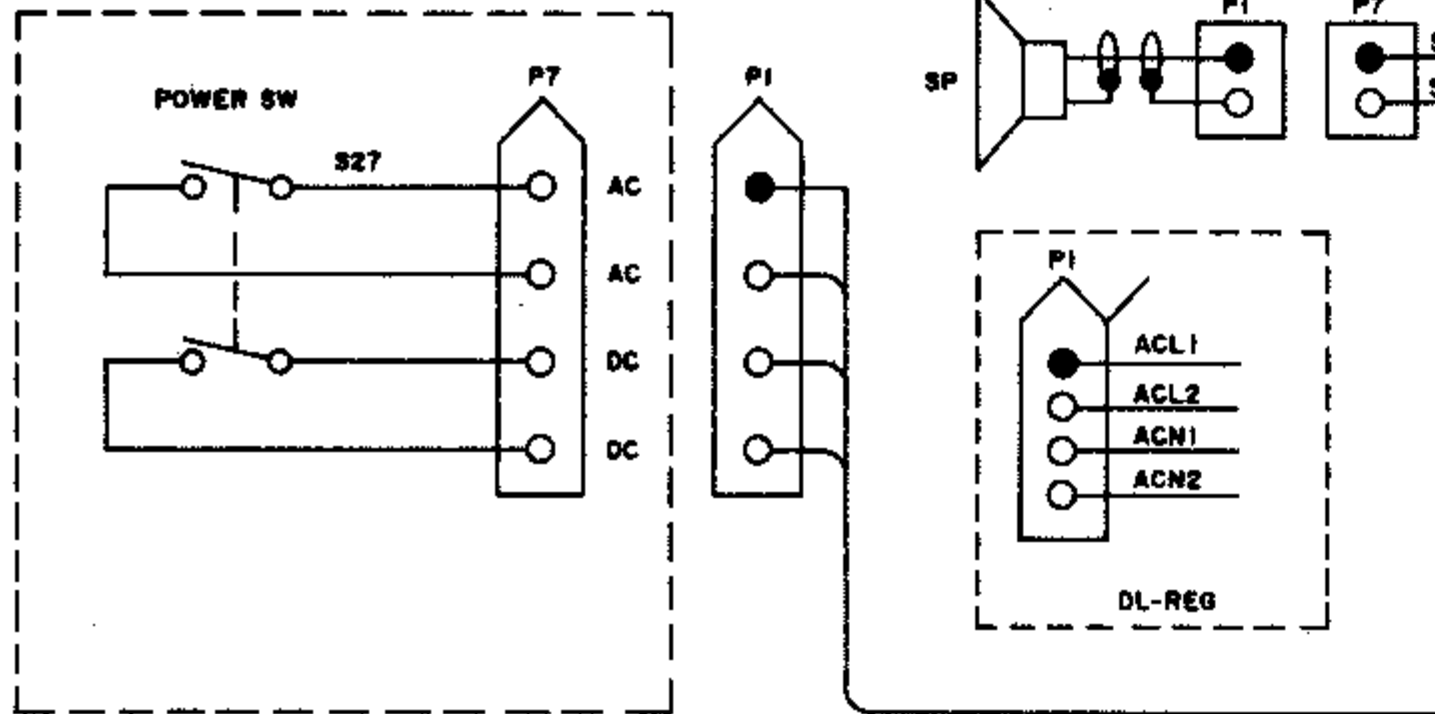 P1
P7
SP
P7
P1
POWER SW
S27
AC
AC
DC
DC
P1
ACL1
ACL2
ACN1
ACN2
DL-REG